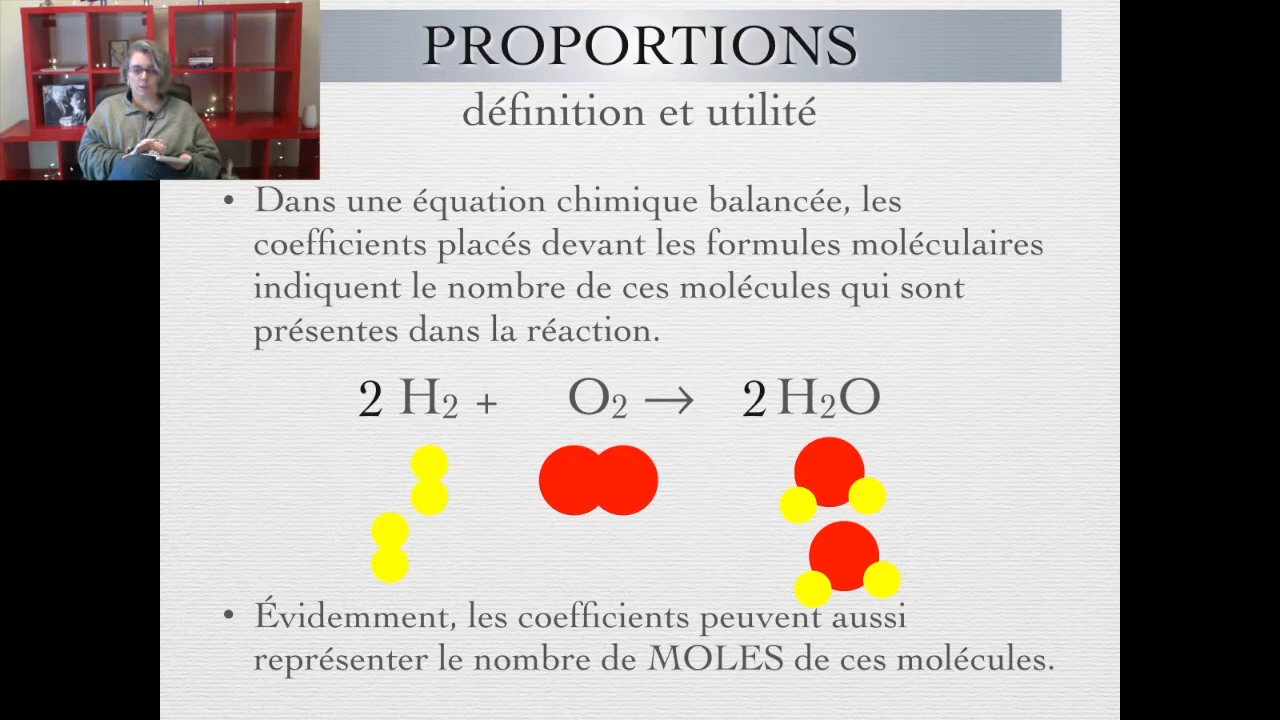 PROPORTIONS
définition et utilité
• Dans une équation chimique balancée, les
coefficients placés devant les formules moléculaires
indiquent le nombre de ces molécules qui sont
présentes dans la réaction.
2 H₂ + O₂ → 2 H₂O
• Évidemment, les coefficients peuvent aussi
représenter le nombre de MOLES de ces molécules.